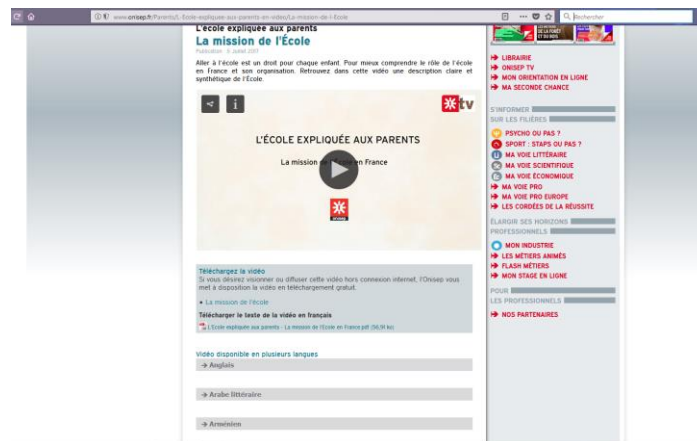 www.onisep.fr/Parents/L-Ecole-expliquee-aux-parents-en-video/La-mission-de-l-Ecole
Rechercher
L'école expliquée aux parents
La mission de l'École
Publication : 5 Juillet 2017
Aller à l'école est un droit pour chaque enfant. Pour mieux comprendre le rôle de l'école
en France et son organisation. Retrouvez dans cette vidéo une description claire et
synthétique de l'École.
i
tv
L'ÉCOLE EXPLIQUÉE AUX PARENTS
La mission de l'École en France
onisep
Téléchargez la vidéo
Si vous désirez visionner ou diffuser cette vidéo hors connexion internet, l'Onisep vous
met à disposition la vidéo en téléchargement gratuit.
La mission de l'école
Télécharger le texte de la vidéo en français
L'Ecole expliquée aux parents - La mission de l'Ecole en France.pdf (56,91 ko)
Vidéo disponible en plusieurs langues
→ Anglais
→ Arabe littéraire
→ Arménien
LIBRAIRIE
ONISEP TV
MON ORIENTATION EN LIGNE
MA SECONDE CHANCE
S'INFORMER
SUR LES FILIÈRES
PSYCHO OU PAS ?
SPORT : STAPS OU PAS ?
MA VOIE LITTÉRAIRE
MA VOIE SCIENTIFIQUE
MA VOIE ÉCONOMIQUE
MA VOIE PRO
MA VOIE PRO EUROPE
LES CORDÉES DE LA RÉUSSITE
ÉLARGIR SES HORIZONS
PROFESSIONNELS
MON INDUSTRIE
LES MÉTIERS ANIMÉS
FLASH MÉTIERS
MON STAGE EN LIGNE
POUR
LES PROFESSIONNELS
NOS PARTENAIRES